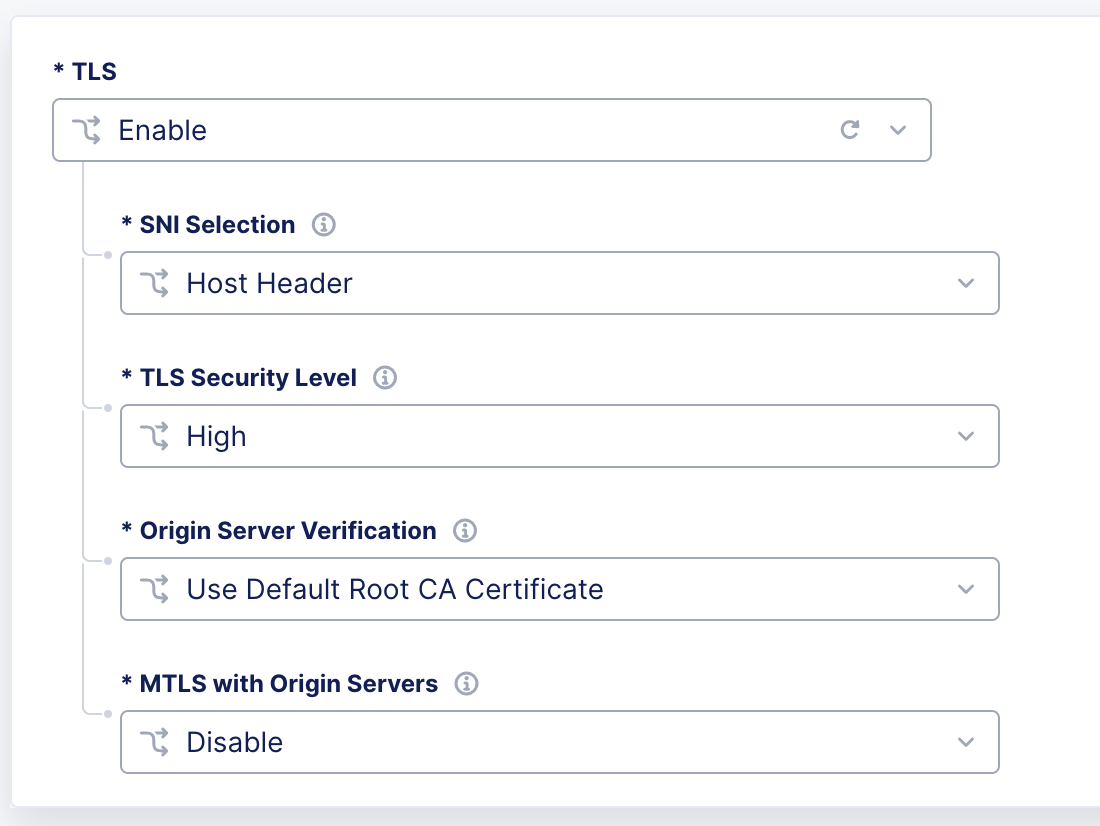 * TLS
Enable
* SNI Selection
Host Header
* TLS Security Level
High
* Origin Server Verification
Use Default Root CA Certificate
* MTLS with Origin Servers
Disable